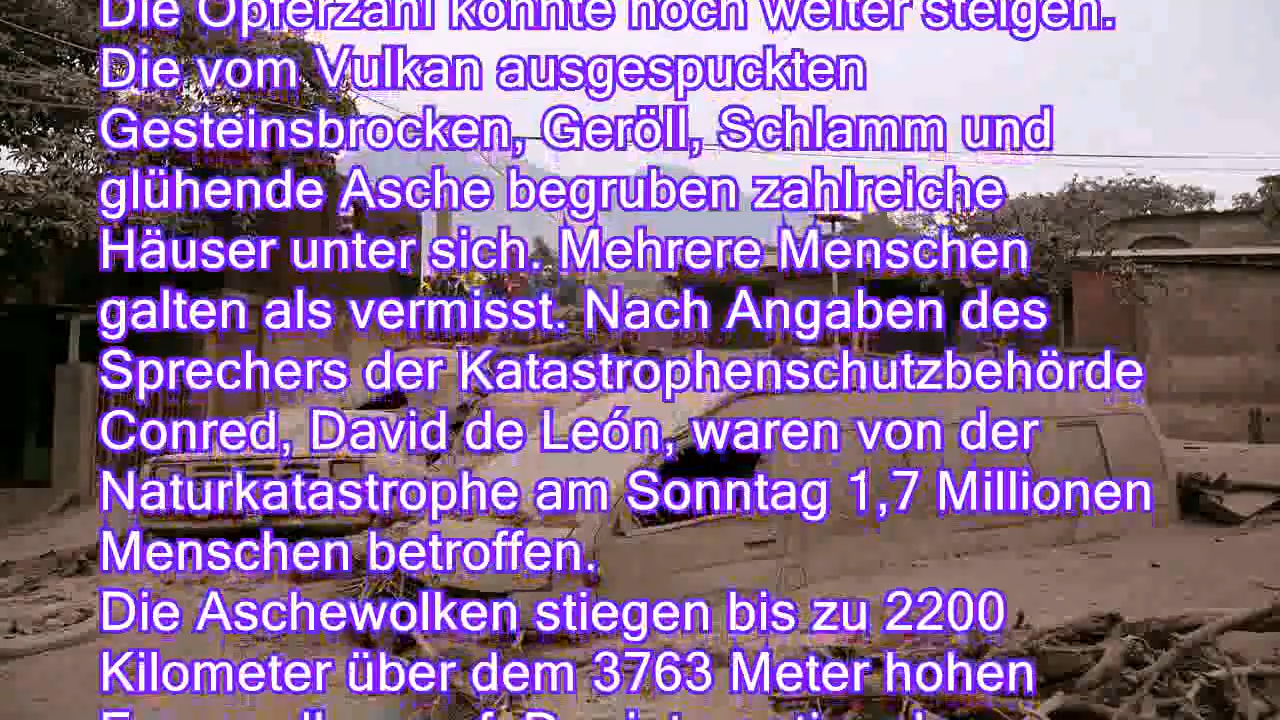 Die Opferzahl könnte noch weiter steigen.
Die vom Vulkan ausgespuckten
Gesteinsbrocken, Geröll, Schlamm und
glühende Asche begruben zahlreiche
Häuser unter sich. Mehrere Menschen
galten als vermisst. Nach Angaben des
Sprechers der Katastrophenschutzbehörde
Conred, David de León, waren von der
Naturkatastrophe am Sonntag 1,7 Millionen
Menschen betroffen.
Die Aschewolken stiegen bis zu 2200
Kilometer über dem 3763 Meter hohen